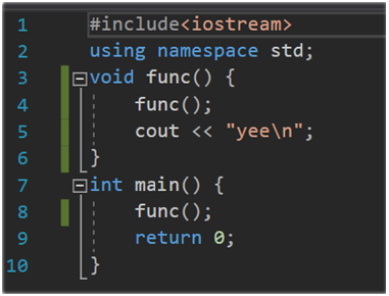 1 #include<iostream>
2 using namespace std;
3 void func() {
4 func();
5 cout << "yee\n";
6 }
7 int main() {
8 func();
9 return 0;
10 }